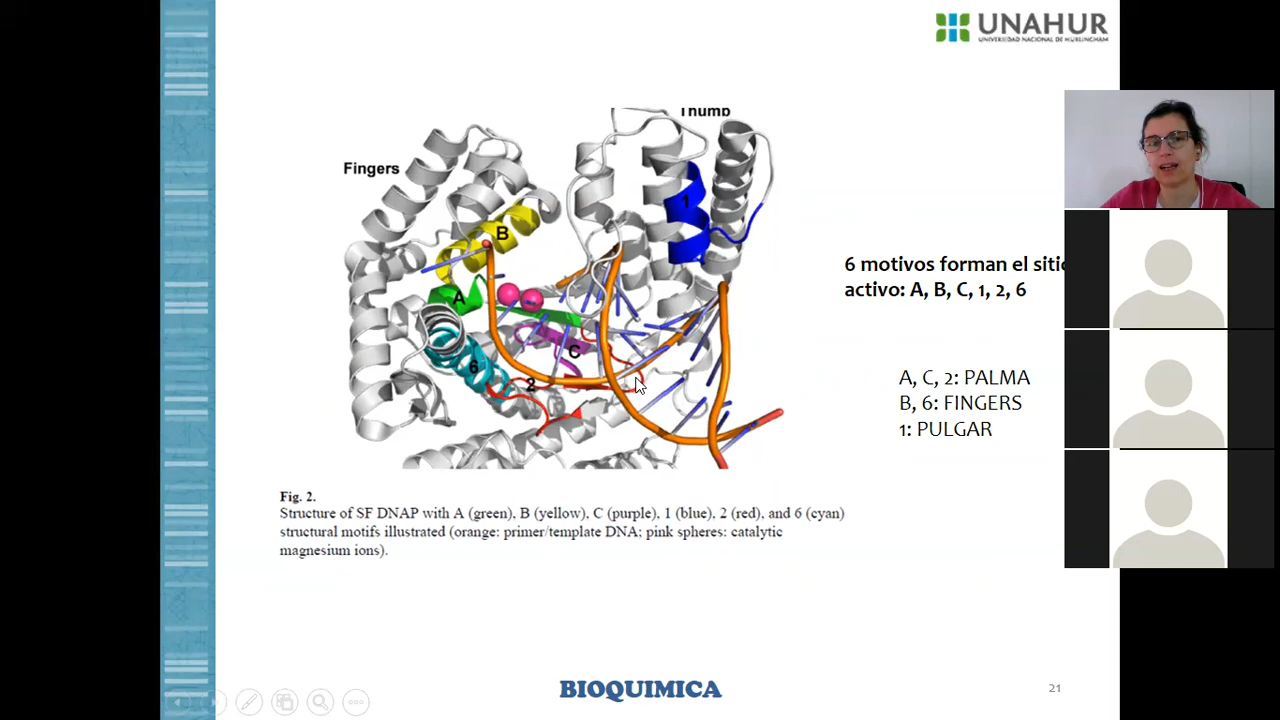 UNAHUR
UNIVERSIDAD NACIONAL DE HURLINGHAM
Thumb
Fingers
1
B
A
C
6
2
6 motivos forman el sitio
activo: A, B, C, 1, 2, 6
A, C, 2: PALMA
B, 6: FINGERS
1: PULGAR
Fig. 2.
Structure of SF DNAP with A (green), B (yellow), C (purple), 1 (blue), 2 (red), and 6 (cyan)
structural motifs illustrated (orange: primer/template DNA; pink spheres: catalytic
magnesium ions).
BIOQUIMICA
21